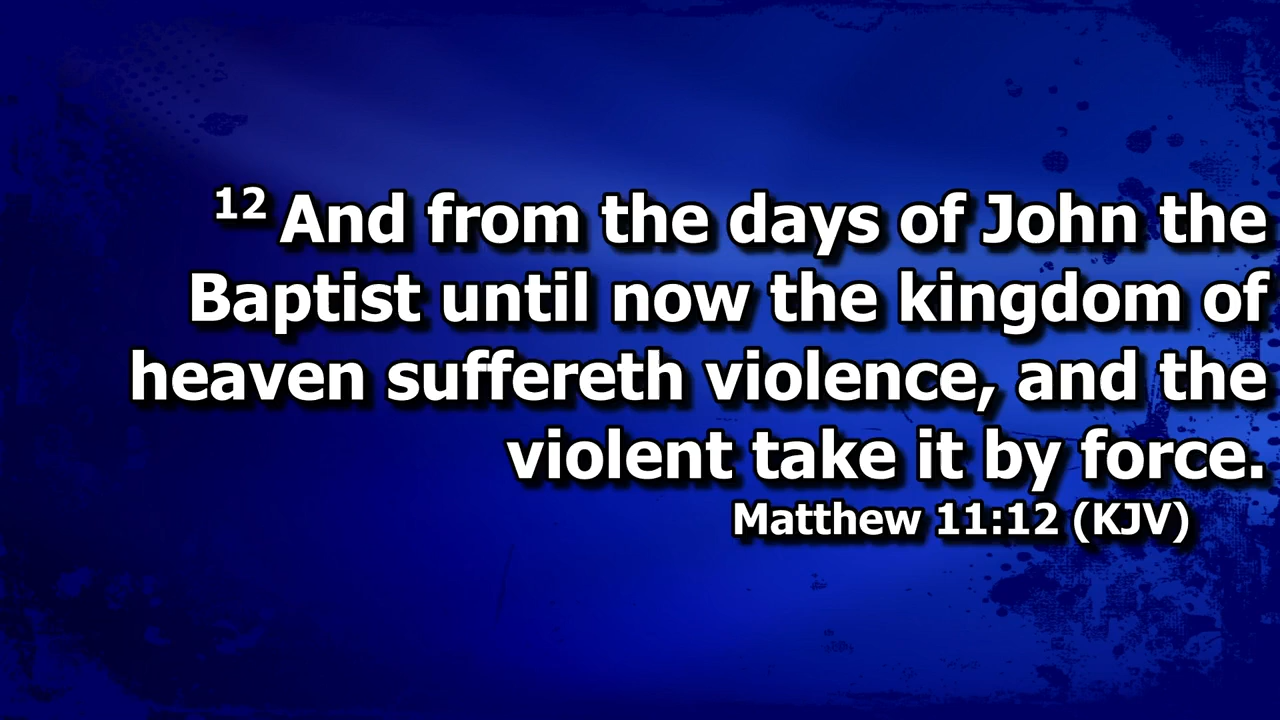 12 And from the days of John the
Baptist until now the kingdom of
heaven suffereth violence, and the
violent take it by force.
Matthew 11:12 (KJV)